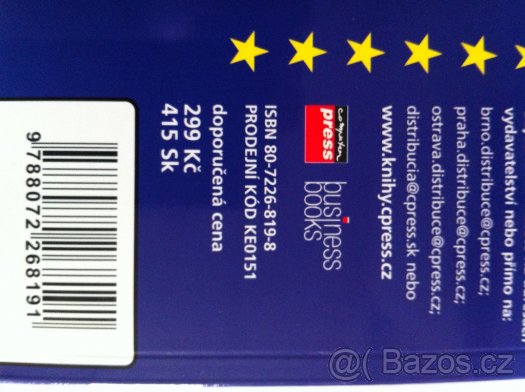 vydavatelství nebo přímo na:
brno.distribuce@cpress.cz;
praha.distribuce@cpress.cz;
ostrava.distribuce@cpress.cz;
distribucia@cpress.sk nebo
www.knihy.cpress.cz
computer
press
business
books
ISBN 80-7226-819-8
PRODEJNÍ KÓD KE0151
doporučená cena
299 Kč
415 Sk
9 788072 268191
@( Bazos.cz